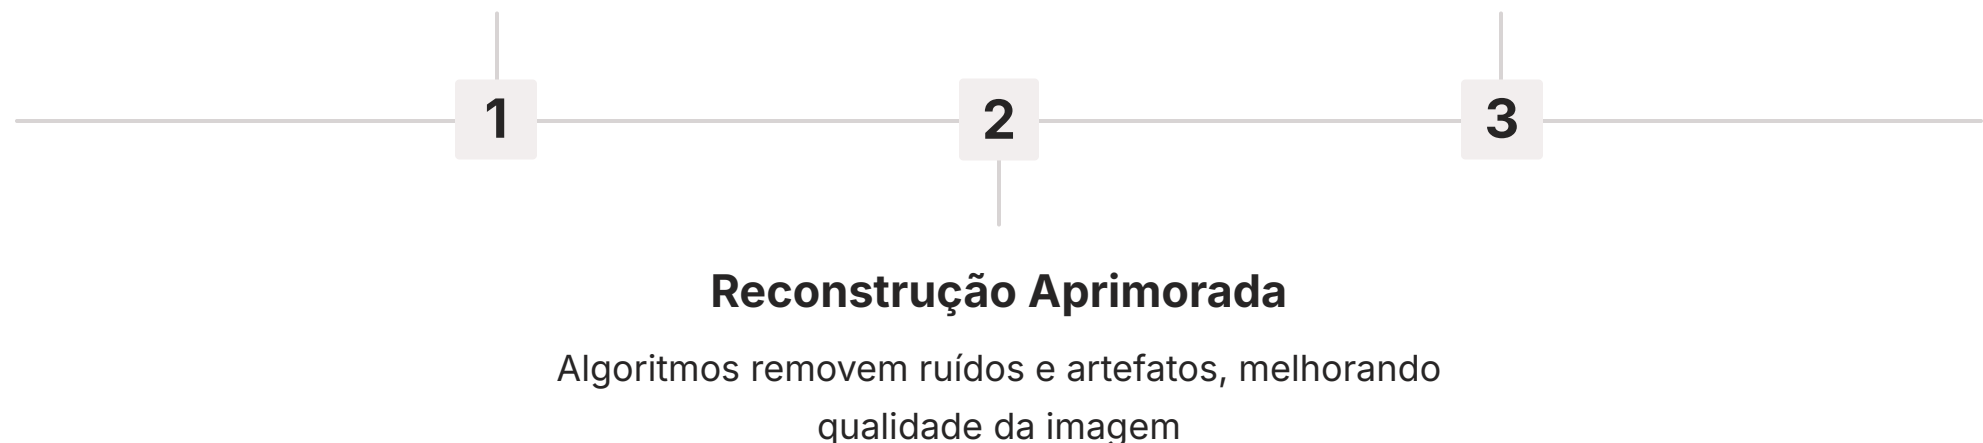 1 2 3
Reconstrução Aprimorada
Algoritmos removem ruídos e artefatos, melhorando
qualidade da imagem